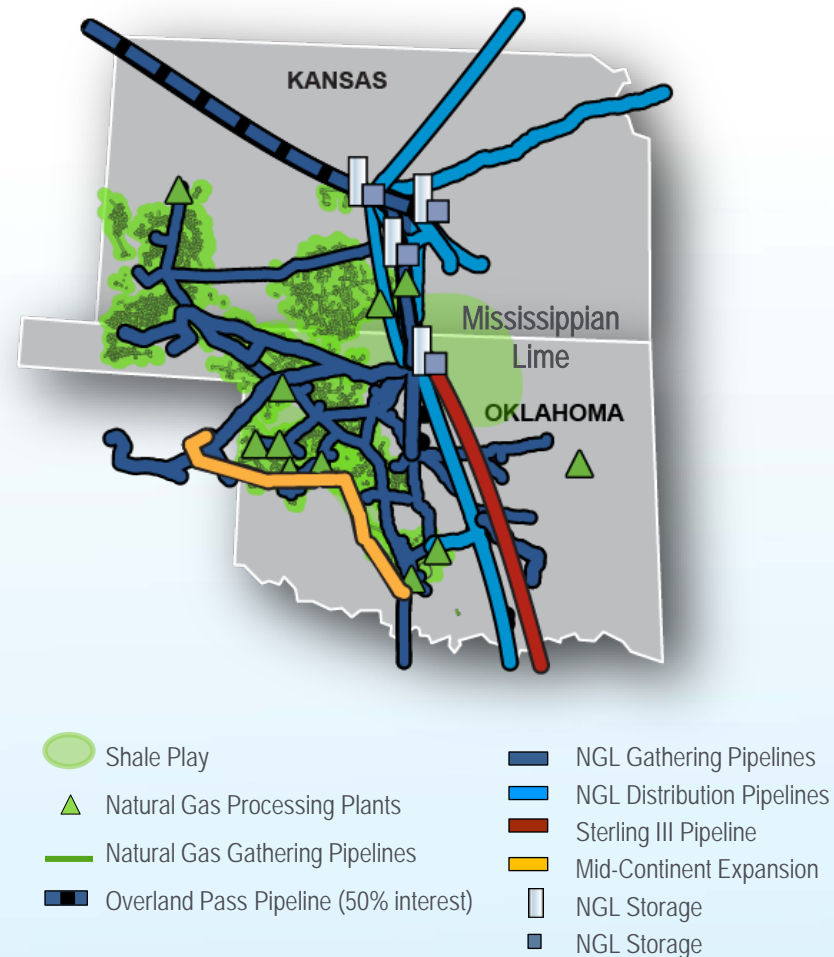 KANSAS
Mississippian
Lime
OKLAHOMA
Shale Play
Natural Gas Processing Plants
Natural Gas Gathering Pipelines
Overland Pass Pipeline (50% interest)
NGL Gathering Pipelines
NGL Distribution Pipelines
Sterling III Pipeline
Mid-Continent Expansion
NGL Storage
NGL Storage